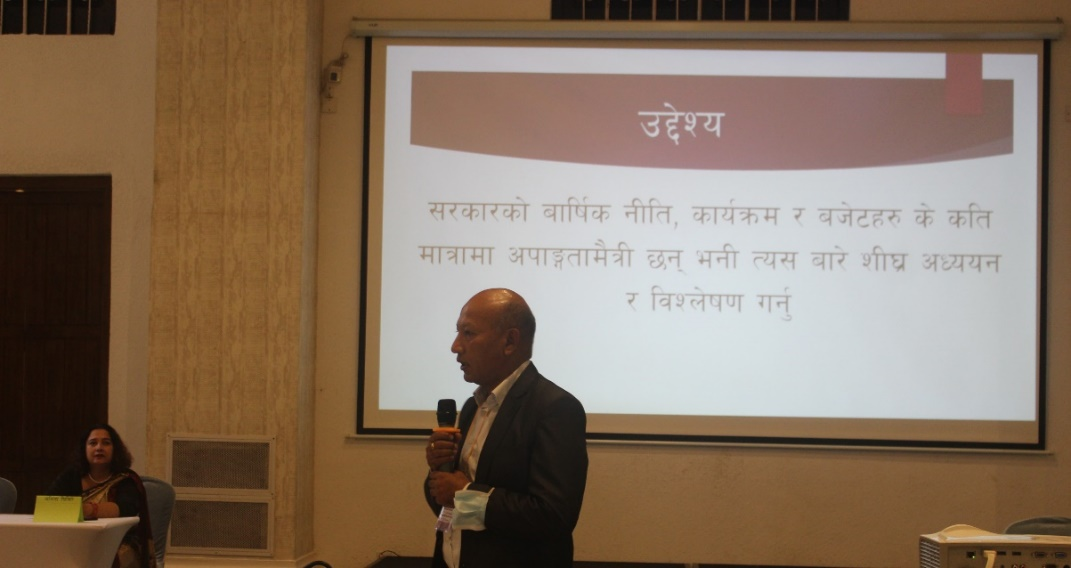 उद्देश्य
सरकारको बार्षिक नीति, कार्यक्रम र बजेटहरु के कति
मात्रामा अपाङ्गतामैत्री छन् भनी त्यस बारे शीघ्र अध्ययन
र विश्लेषण गर्नु